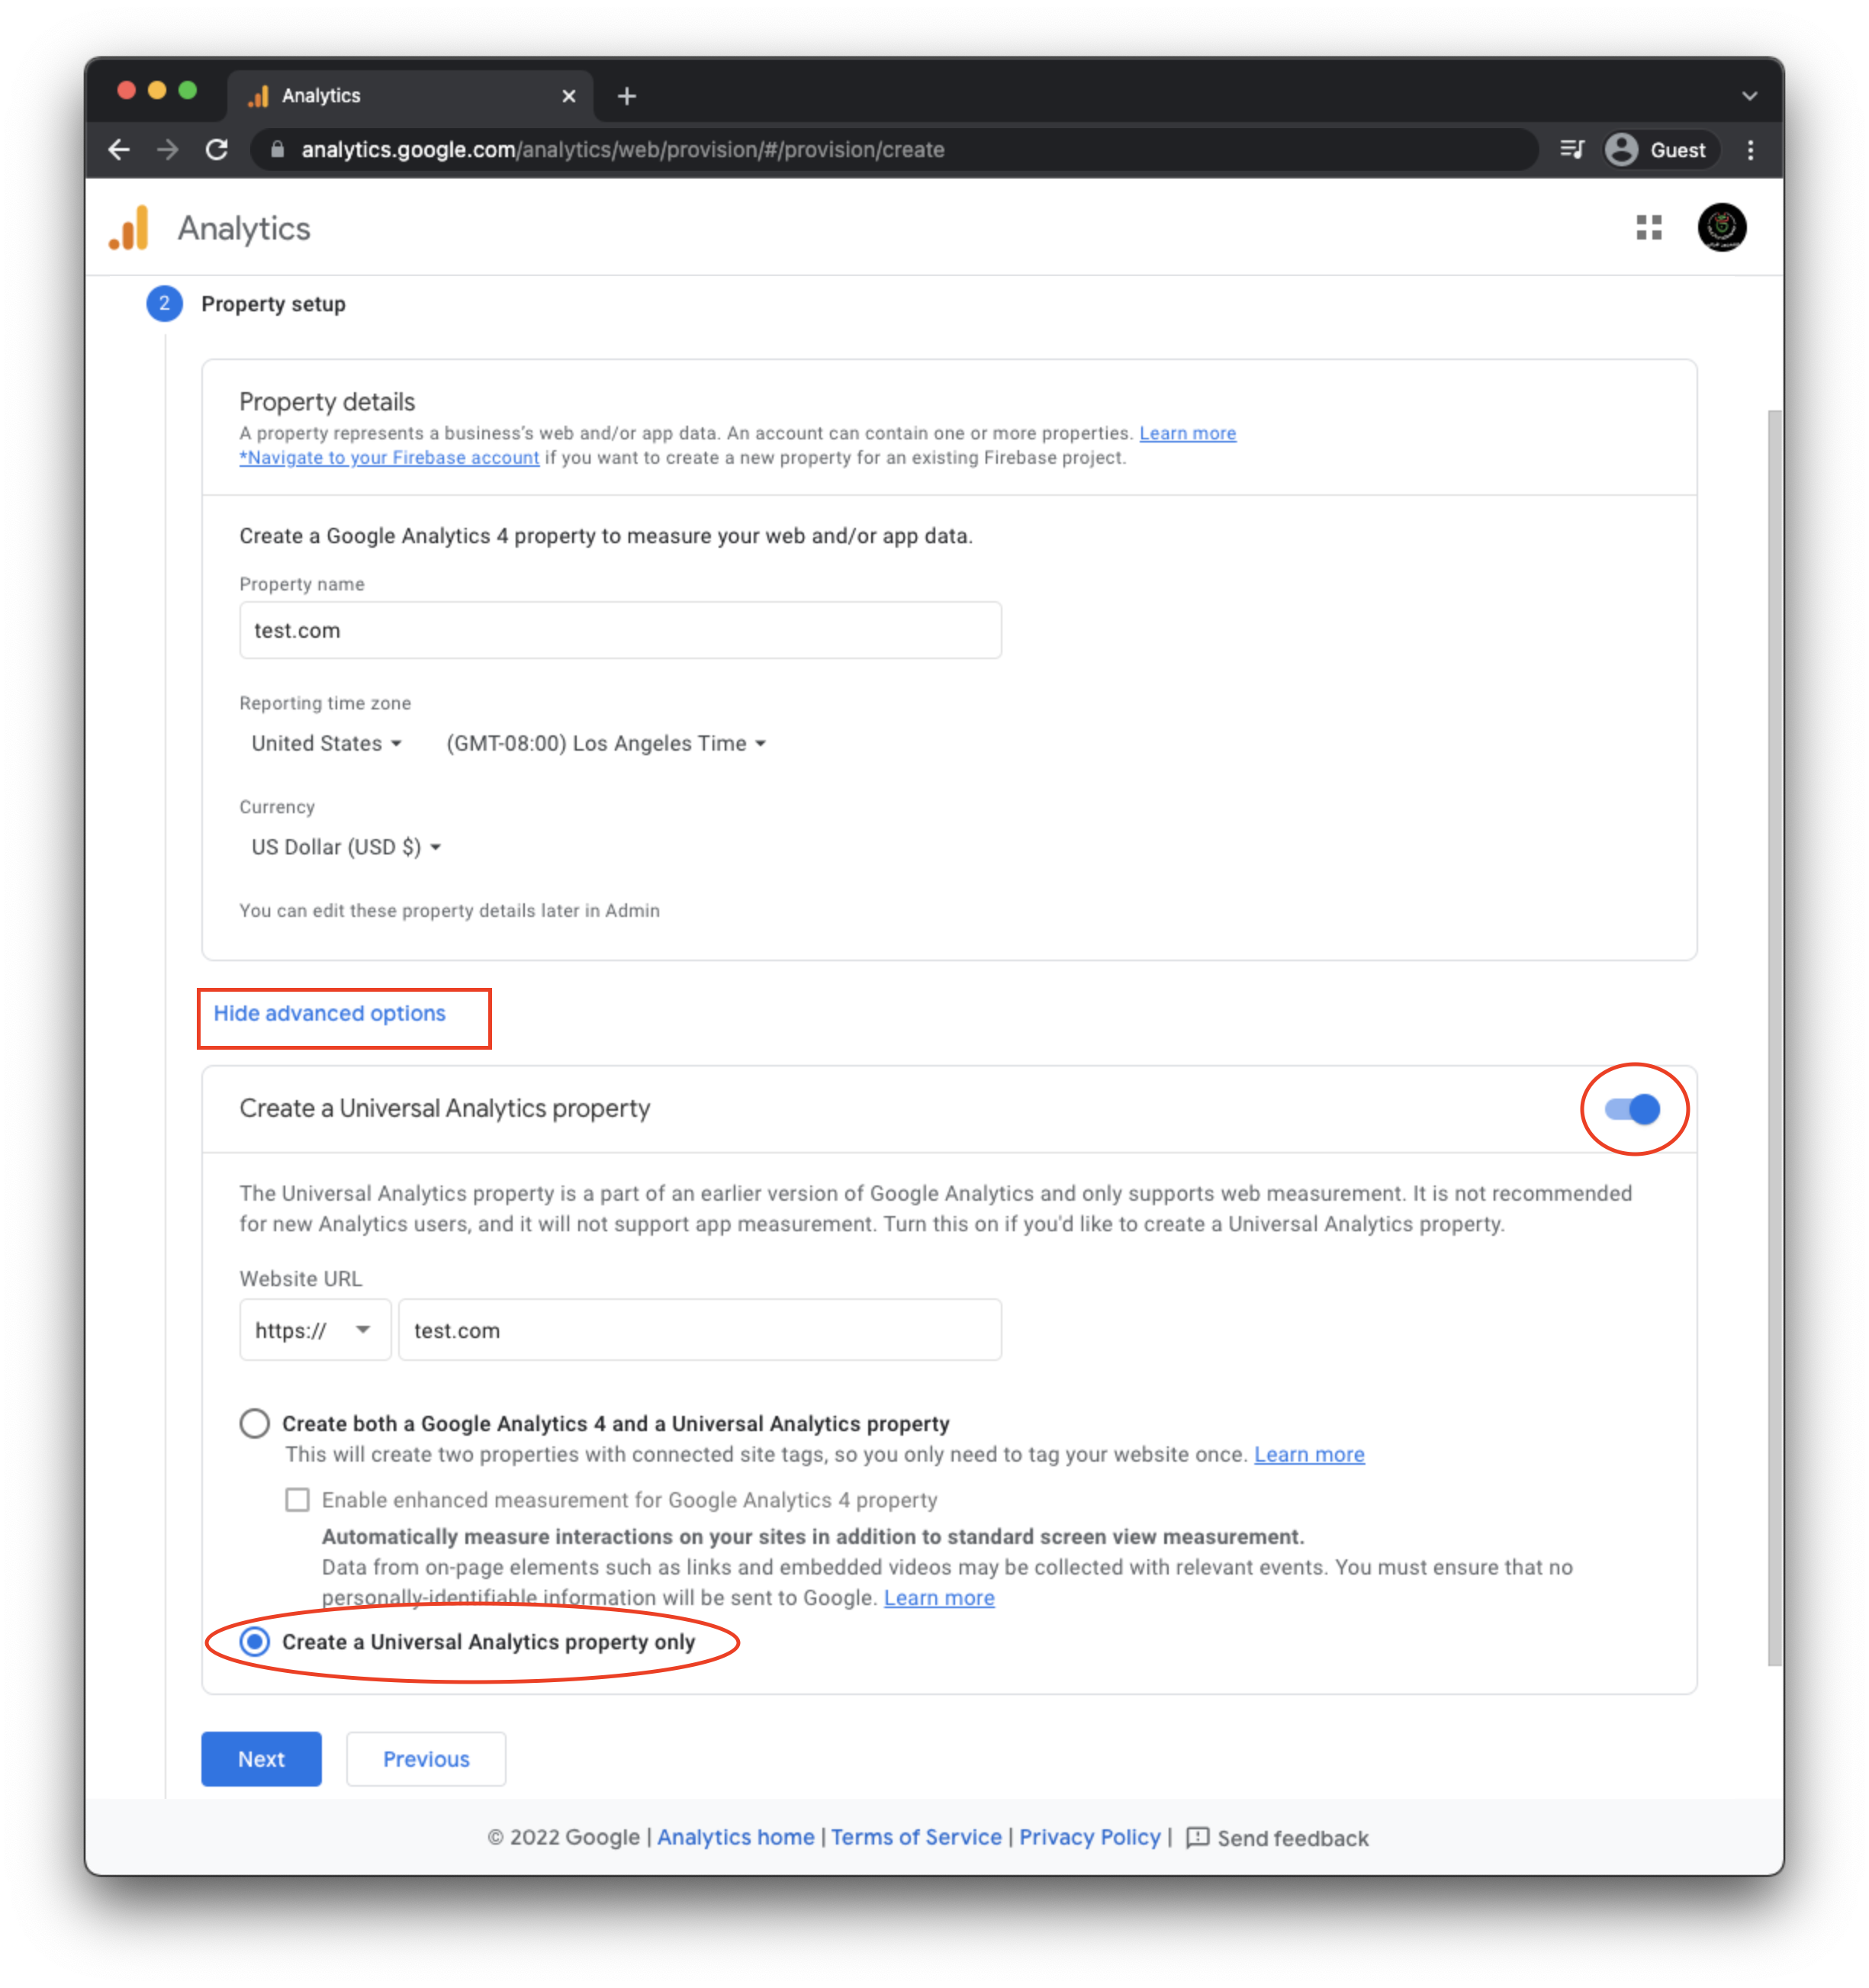 Analytics
analytics.google.com/analytics/web/provision/#/provision/create
Guest
Analytics
2 Property setup
Property details
A property represents a business's web and/or app data. An account can contain one or more properties. Learn more
*Navigate to your Firebase account if you want to create a new property for an existing Firebase project.
Create a Google Analytics 4 property to measure your web and/or app data.
Property name
test.com
Reporting time zone
United States (GMT-08:00) Los Angeles Time
Currency
US Dollar (USD $)
You can edit these property details later in Admin
Hide advanced options
Create a Universal Analytics property
The Universal Analytics property is a part of an earlier version of Google Analytics and only supports web measurement. It is not recommended
for new Analytics users, and it will not support app measurement. Turn this on if you'd like to create a Universal Analytics property.
Website URL
https:// test.com
Create both a Google Analytics 4 and a Universal Analytics property
This will create two properties with connected site tags, so you only need to tag your website once. Learn more
Enable enhanced measurement for Google Analytics 4 property
Automatically measure interactions on your sites in addition to standard screen view measurement.
Data from on-page elements such as links and embedded videos may be collected with relevant events. You must ensure that no
personally-identifiable information will be sent to Google. Learn more
Create a Universal Analytics property only
Next Previous
© 2022 Google | Analytics home | Terms of Service | Privacy Policy | Send feedback